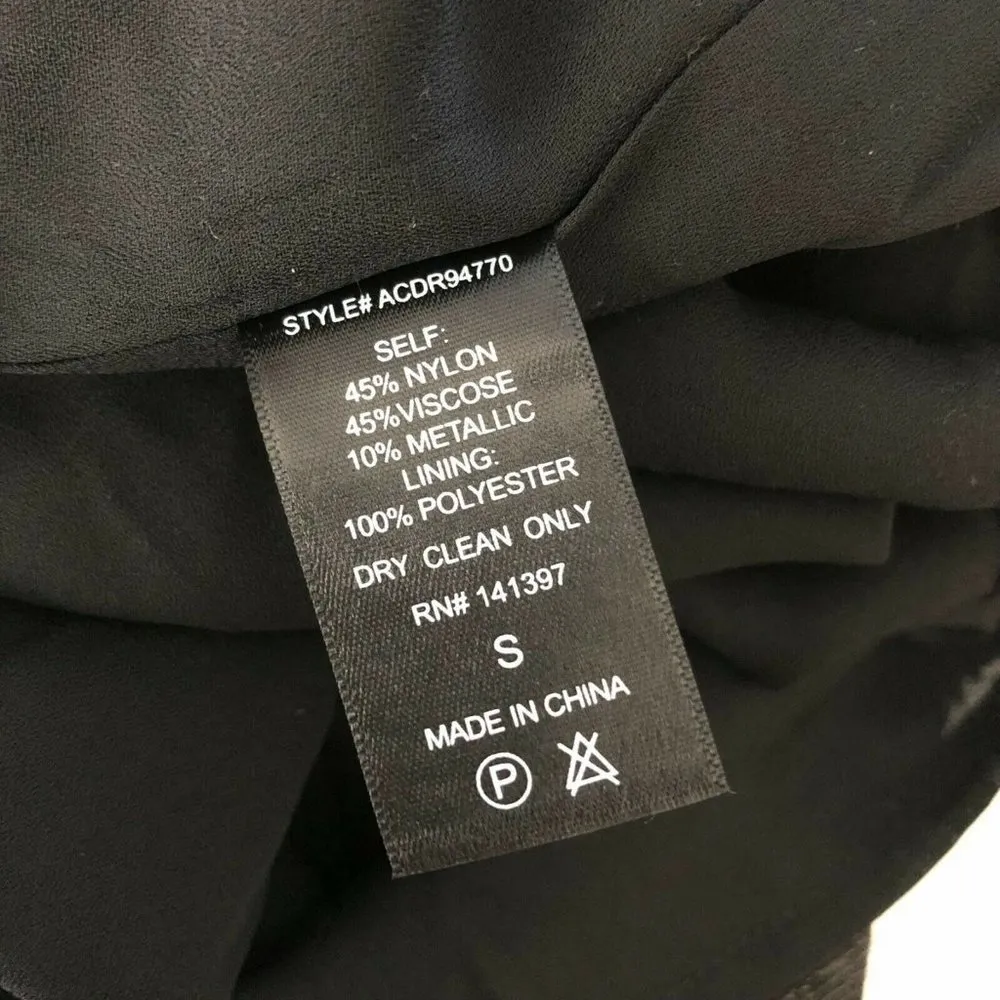 STYLE# ACDR94770
SELF:
45% NYLON
45%VISCOSE
10% METALLIC
LINING:
100% POLYESTER
DRY CLEAN ONLY
RN# 141397
S
MADE IN CHINA
P